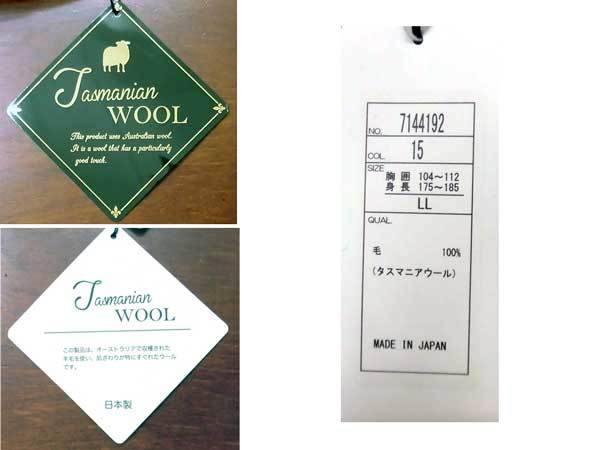 Tasmanian
WOOL
This product uses Australian wool.
It is a wool that has a particularly
good touch.
Tasmanian
WOOL
この製品は、オーストラリアで収穫された
羊毛を使い、肌ざわりが特にすぐれたウール
です。
日本製
NO. 7144192
COL. 15
SIZE
胸囲 104～112
身長 175～185
LL
QUAL.
毛 100%
(タスマニアウール)
MADE IN JAPAN